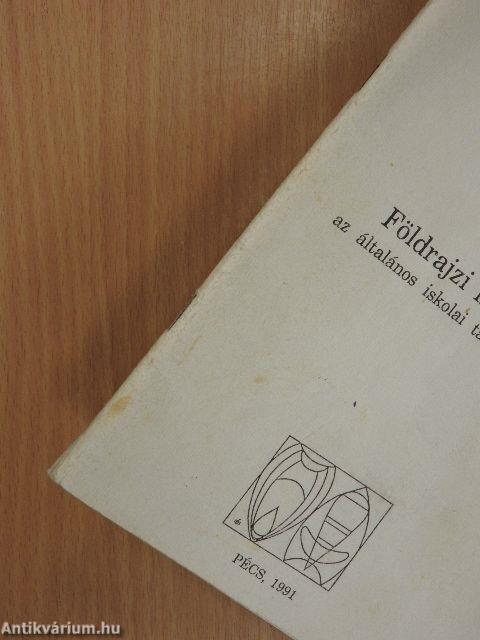 Földrajzi
az általános iskolai
PÉCS, 1991
Antikvárium.hu